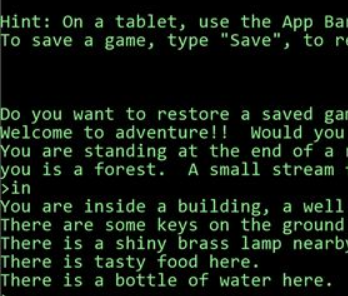 Hint: On a tablet, use the App Ba
To save a game, type "Save", to r
Do you want to restore a saved ga
Welcome to adventure!!  Would you
You are standing at the end of a
you is a forest.  A small stream
>in
You are inside a building, a well
There are some keys on the ground
There is a shiny brass lamp nearby
There is tasty food here.
There is a bottle of water here.